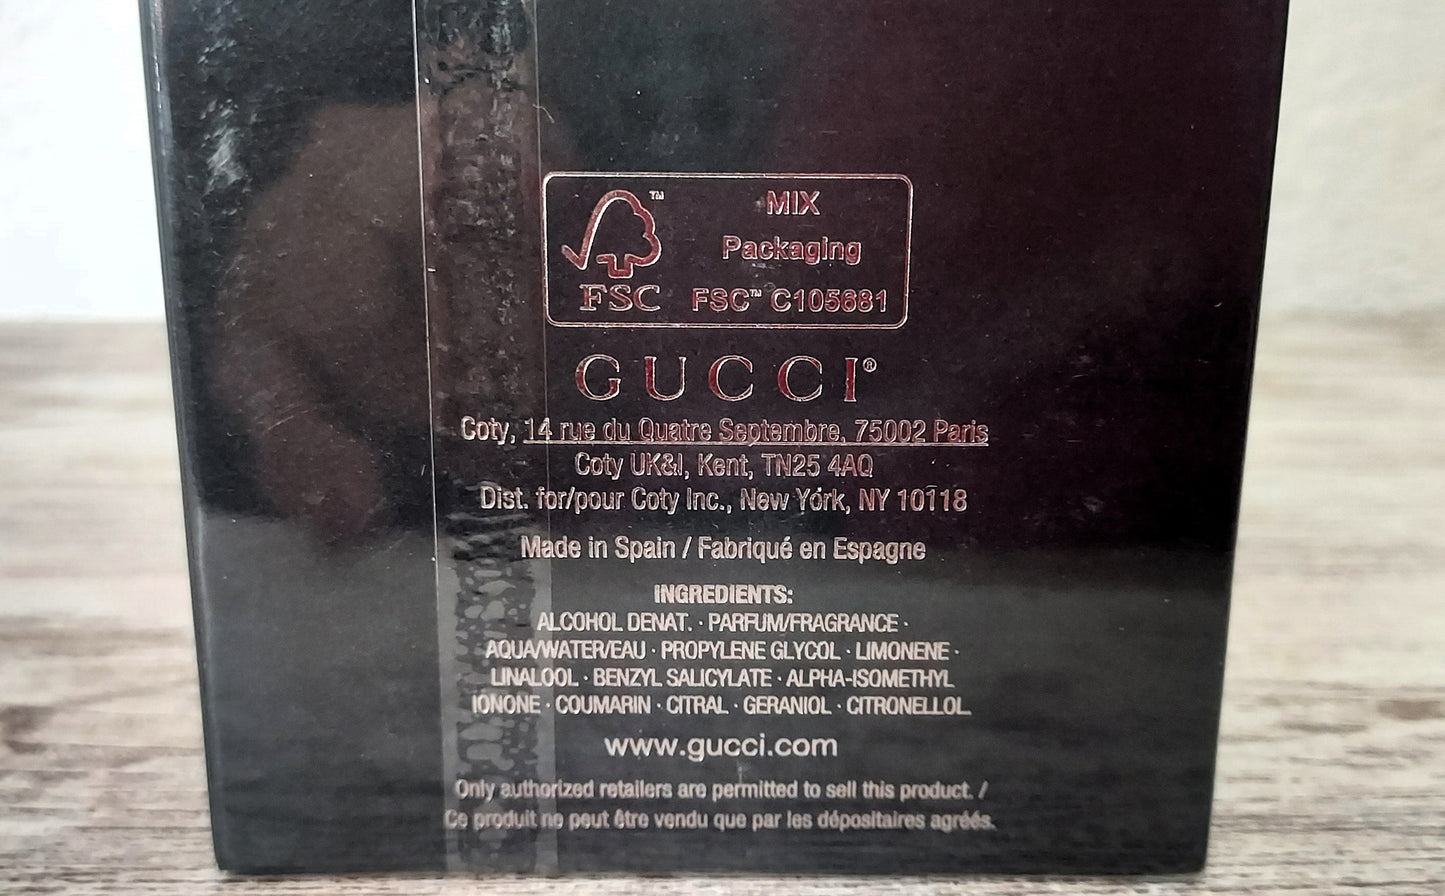 ™
MIX
Packaging
FSC FSC™ C105681
GUCCI®
Coty, 14 rue du Quatre Septembre, 75002 Paris
Coty UK&I, Kent, TN25 4AQ
Dist. for/pour Coty Inc., New York, NY 10118
Made in Spain / Fabriqué en Espagne
INGREDIENTS:
ALCOHOL DENAT. · PARFUM/FRAGRANCE ·
AQUA/WATER/EAU · PROPYLENE GLYCOL · LIMONENE ·
LINALOOL · BENZYL SALICYLATE · ALPHA-ISOMETHYL
IONONE · COUMARIN · CITRAL · GERANIOL · CITRONELLOL.
www.gucci.com
Only authorized retailers are permitted to sell this product. /
Ce produit ne peut être vendu que par les dépositaires agréés.